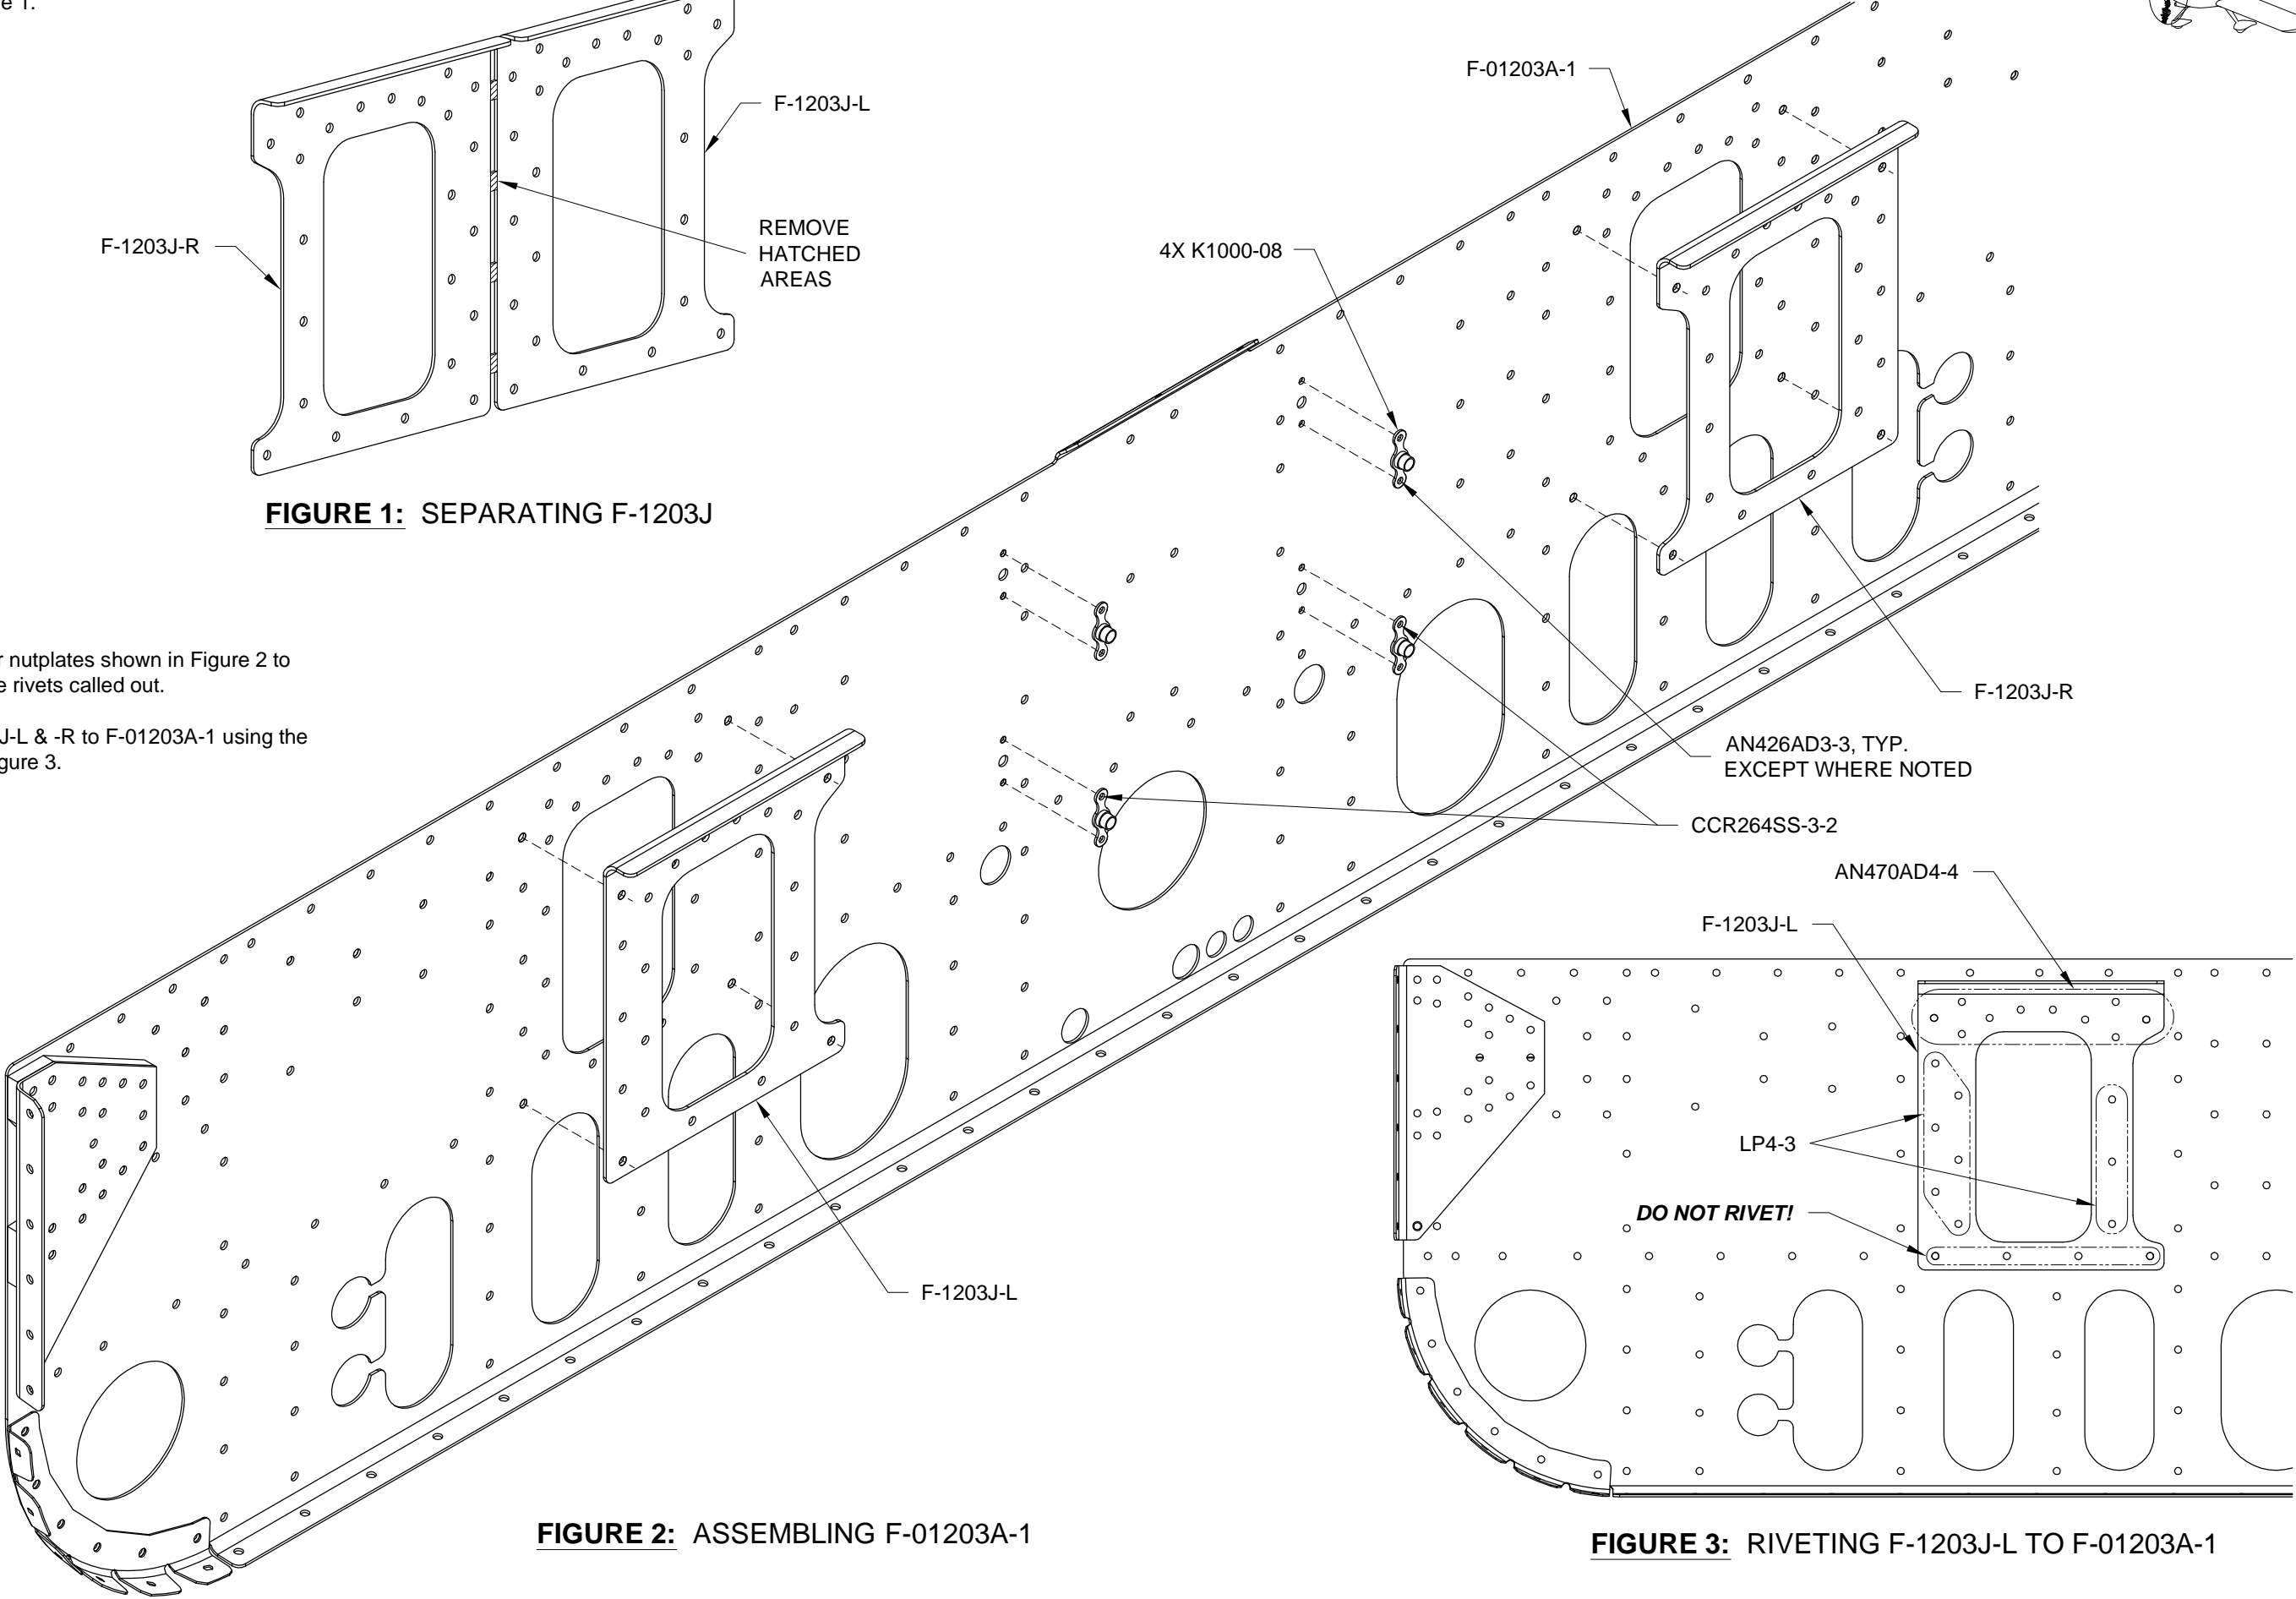 e 1.
F-1203J-L
F-1203J-R
REMOVE
HATCHED
AREAS
FIGURE 1: SEPARATING F-1203J
r nutplates shown in Figure 2 to
e rivets called out.
J-L & -R to F-01203A-1 using the
gure 3.
F-01203A-1
4X K1000-08
F-1203J-R
AN426AD3-3, TYP.
EXCEPT WHERE NOTED
CCR264SS-3-2
F-1203J-L
FIGURE 2: ASSEMBLING F-01203A-1
AN470AD4-4
F-1203J-L
LP4-3
DO NOT RIVET!
FIGURE 3: RIVETING F-1203J-L TO F-01203A-1